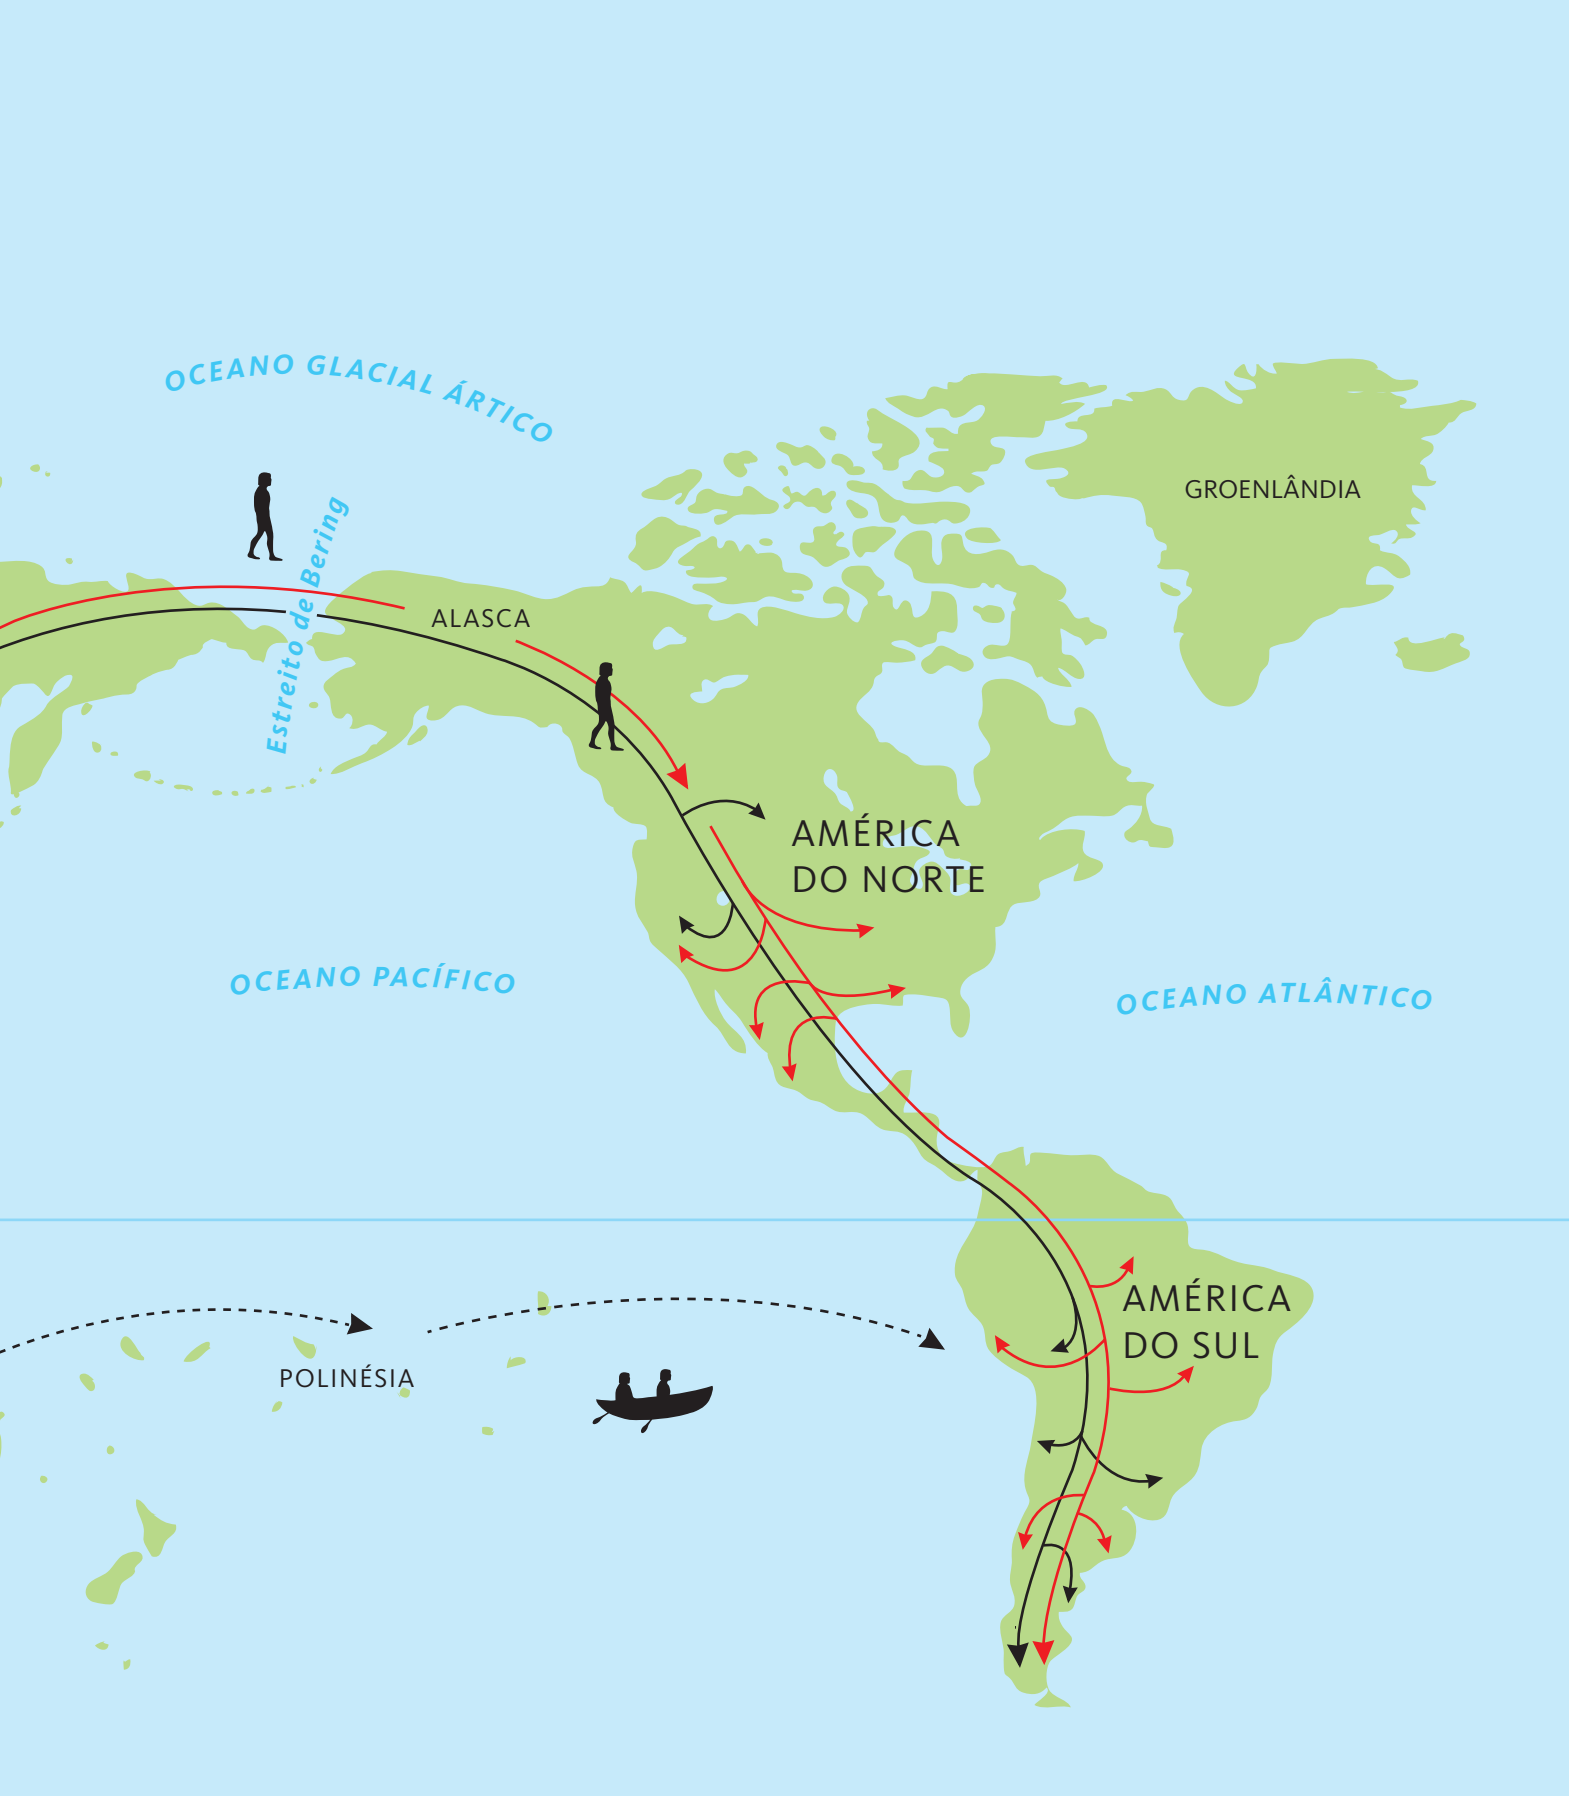 OCEANO GLACIAL ÁRTICO
GROENLÂNDIA
Estreito de Bering
ALASCA
AMÉRICA
DO NORTE
OCEANO PACÍFICO
OCEANO ATLÂNTICO
AMÉRICA
DO SUL
POLINÉSIA